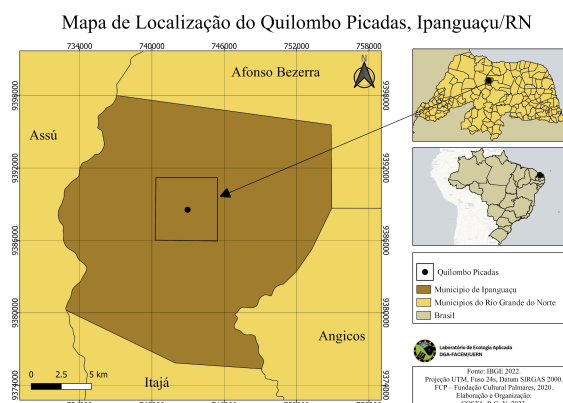 Mapa de Localização do Quilombo Picadas, Ipanguaçu/RN
734000 740000 746000 752000 758000
N
Afonso Bezerra
Assú
9398000 9398000
9392000 9392000
9386000 9386000
9380000 9380000
9374000 9374000
Angicos
Itajá
0 2.5 5 km
Quilombo Picadas
Municipio de Ipanguaçu
Municipios do Rio Grande do Norte
Brasil
Laboratório de Ecologia Aplicada
DGA-FACEM/UERN
Fonte: IBGE 2022.
Projeção UTM, Fuso 24s, Datum SIRGAS 2000.
FCP – Fundação Cultural Palmares, 2020.
Elaboração e Organização: